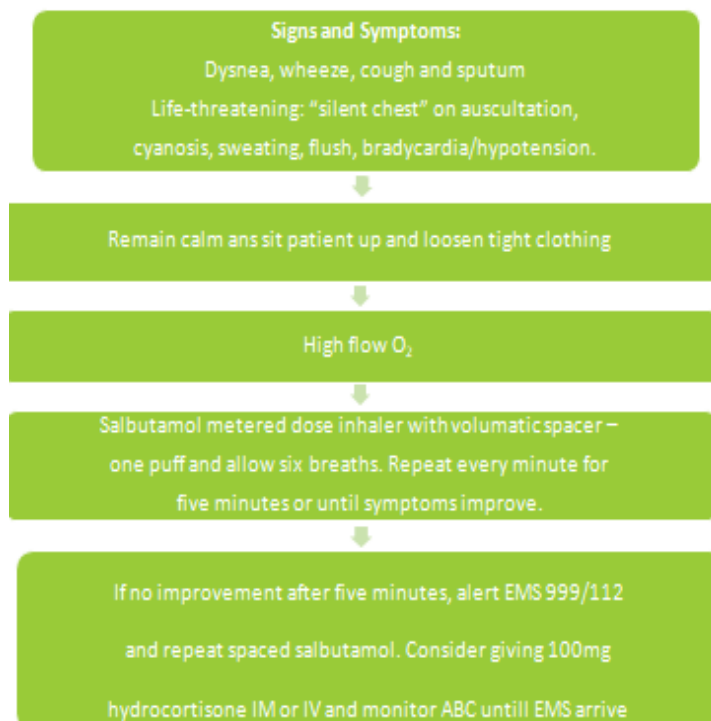 Signs and Symptoms:
Dysnea, wheeze, cough and sputum
Life-threatening: “silent chest” on auscultation,
cyanosis, sweating, flush, bradycardia/hypotension.
Remain calm ans sit patient up and loosen tight clothing
High flow O₂
Salbutamol metered dose inhaler with volumatic spacer –
one puff and allow six breaths. Repeat every minute for
five minutes or until symptoms improve.
If no improvement after five minutes, alert EMS 999/112
and repeat spaced salbutamol. Consider giving 100mg
hydrocortisone IM or IV and monitor ABC untill EMS arrive